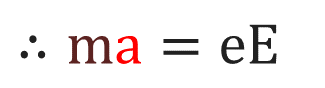 ∴ ma = eE